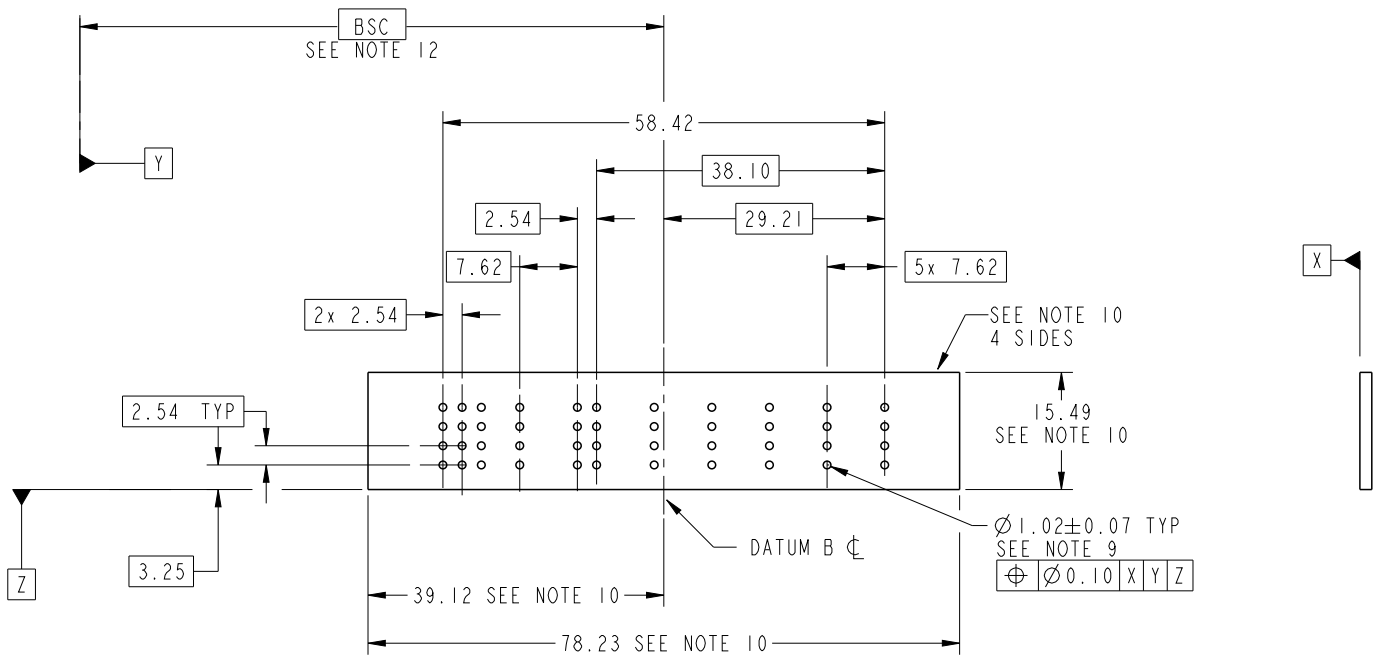 BSC
SEE NOTE 12
58.42
Y
38.10
2.54
29.21
7.62
5x 7.62
X
2x 2.54
SEE NOTE 10
4 SIDES
2.54 TYP
15.49
SEE NOTE 10
Ø1.02±0.07 TYP
SEE NOTE 9
⌖ Ø0.10 X Y Z
DATUM B ℄
3.25
Z
39.12 SEE NOTE 10
78.23 SEE NOTE 10